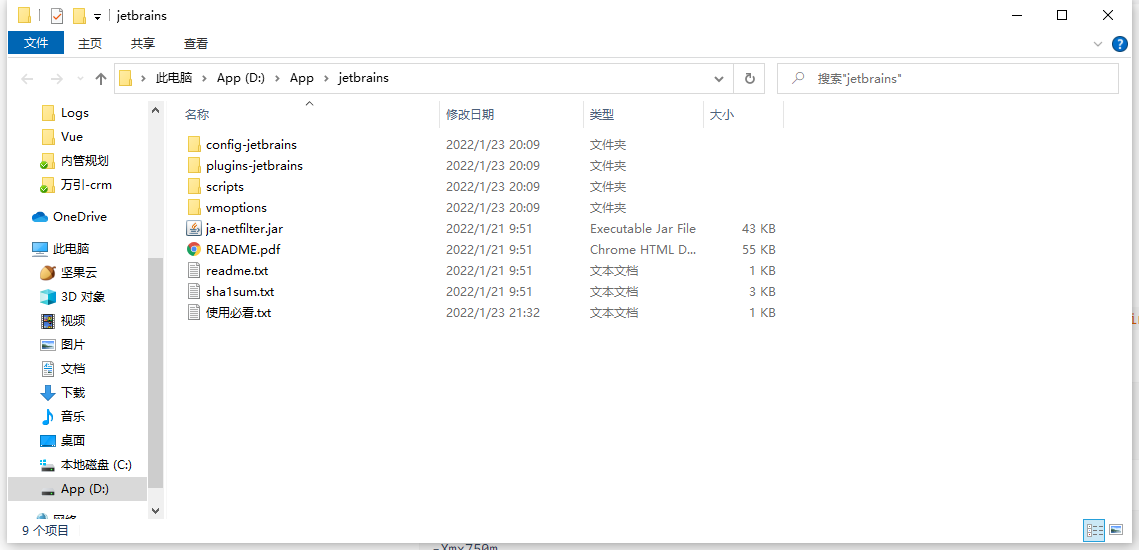 jetbrains
文件 主页 共享 查看
此电脑 App (D:) App jetbrains
搜索"jetbrains"
Logs
Vue
内管规划
万引-crm
OneDrive
此电脑
坚果云
3D 对象
视频
图片
文档
下载
音乐
桌面
本地磁盘 (C:)
App (D:)
网络
名称 修改日期 类型 大小
config-jetbrains 2022/1/23 20:09 文件夹
plugins-jetbrains 2022/1/23 20:09 文件夹
scripts 2022/1/23 20:09 文件夹
vmoptions 2022/1/23 20:09 文件夹
ja-netfilter.jar 2022/1/21 9:51 Executable Jar File 43 KB
README.pdf 2022/1/21 9:51 Chrome HTML D... 55 KB
readme.txt 2022/1/21 9:51 文本文档 1 KB
sha1sum.txt 2022/1/21 9:51 文本文档 3 KB
使用必看.txt 2022/1/23 21:32 文本文档 1 KB
9 个项目
-Xmx750m